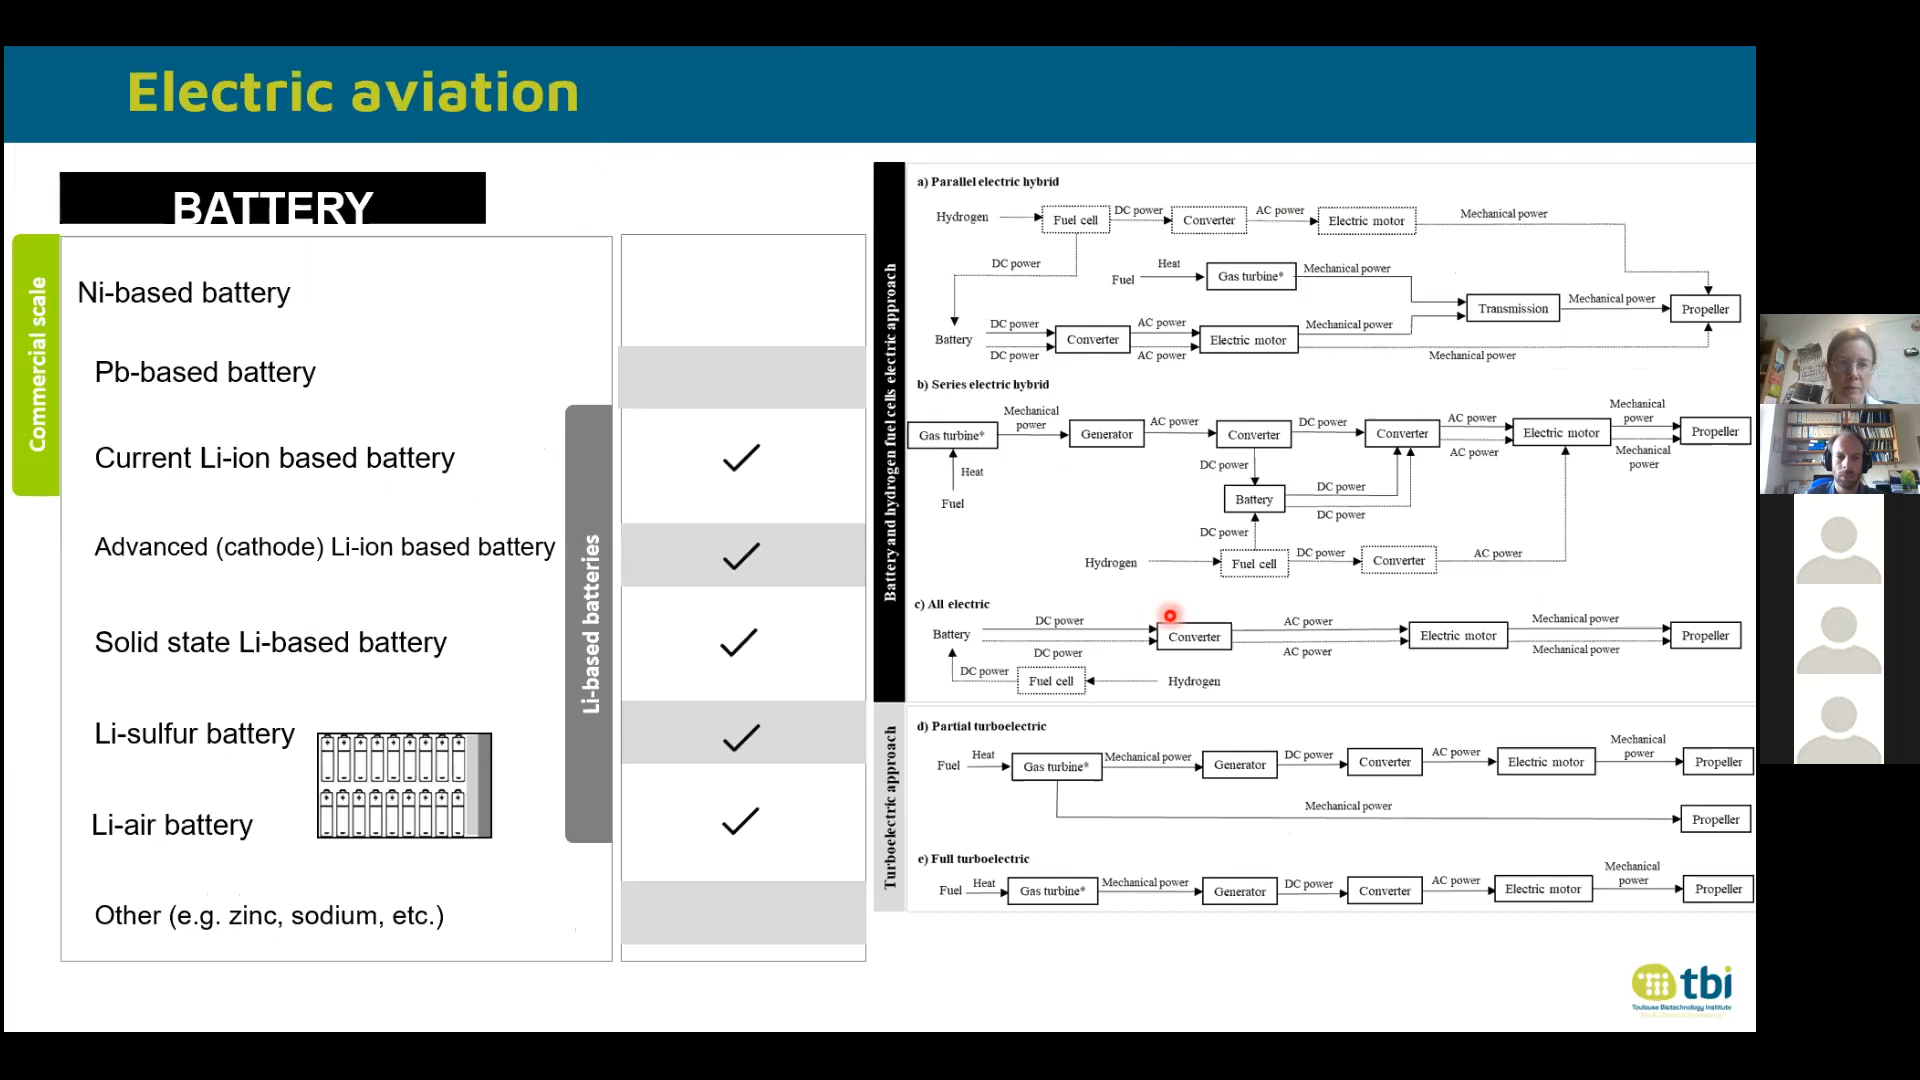 Electric aviation
BATTERY
Commercial scale
Ni-based battery
Pb-based battery
Current Li-ion based battery
Advanced (cathode) Li-ion based battery
Solid state Li-based battery
Li-sulfur battery
Li-air battery
Other (e.g. zinc, sodium, etc.)
Li-based batteries
Battery and hydrogen fuel cells electric approach
a) Parallel electric hybrid
Hydrogen
Fuel cell
DC power
Converter
AC power
Electric motor
Mechanical power
DC power
Fuel
Heat
Gas turbine*
Mechanical power
Transmission
Mechanical power
Propeller
Battery
DC power
DC power
Converter
AC power
AC power
Electric motor
Mechanical power
Mechanical power
b) Series electric hybrid
Gas turbine*
Mechanical
power
Generator
AC power
Converter
DC power
Converter
AC power
AC power
Electric motor
Mechanical
power
Mechanical
power
Propeller
Heat
Fuel
DC power
Battery
DC power
DC power
DC power
Hydrogen
Fuel cell
DC power
Converter
AC power
c) All electric
Battery
DC power
DC power
Converter
AC power
AC power
Electric motor
Mechanical power
Mechanical power
Propeller
DC power
Fuel cell
Hydrogen
Turboelectric approach
d) Partial turboelectric
Fuel
Heat
Gas turbine*
Mechanical power
Generator
DC power
Converter
AC power
Electric motor
Mechanical
power
Propeller
Mechanical power
Propeller
e) Full turboelectric
Fuel
Heat
Gas turbine*
Mechanical power
Generator
DC power
Converter
AC power
Electric motor
Mechanical
power
Propeller
tbi
Toulouse Biotechnology Institute